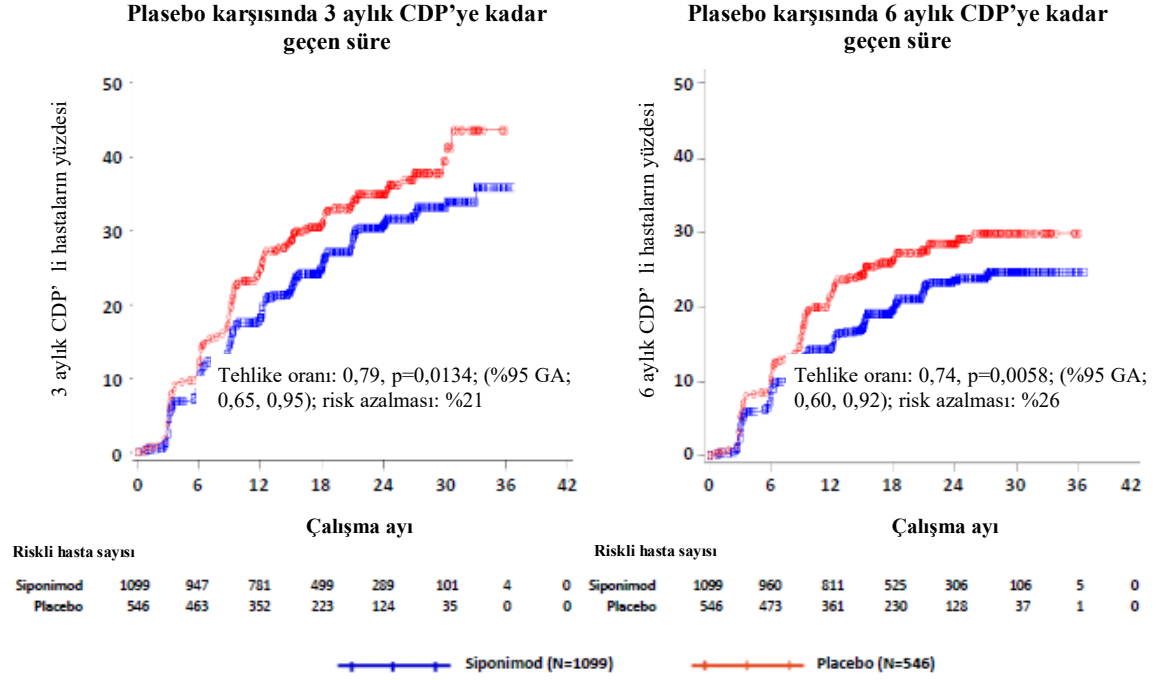 Plasebo karşısında 3 aylık CDP’ye kadar
geçen süre
3 aylık CDP’ li hastaların yüzdesi
50
40
30
20
10
0
Tehlike oranı: 0,79, p=0,0134; (%95 GA;
0,65, 0,95); risk azalması: %21
0 6 12 18 24 30 36 42
Çalışma ayı
Riskli hasta sayısı
Siponimod 1099 947 781 499 289 101 4 0
Placebo 546 463 352 223 124 35 0 0
Plasebo karşısında 6 aylık CDP’ye kadar
geçen süre
6 aylık CDP’ li hastaların yüzdesi
50
40
30
20
10
0
Tehlike oranı: 0,74, p=0,0058; (%95 GA;
0,60, 0,92); risk azalması: %26
0 6 12 18 24 30 36 42
Çalışma ayı
Riskli hasta sayısı
Siponimod 1099 960 811 525 306 106 5 0
Placebo 546 473 361 230 128 37 1 0
Siponimod (N=1099)
Placebo (N=546)